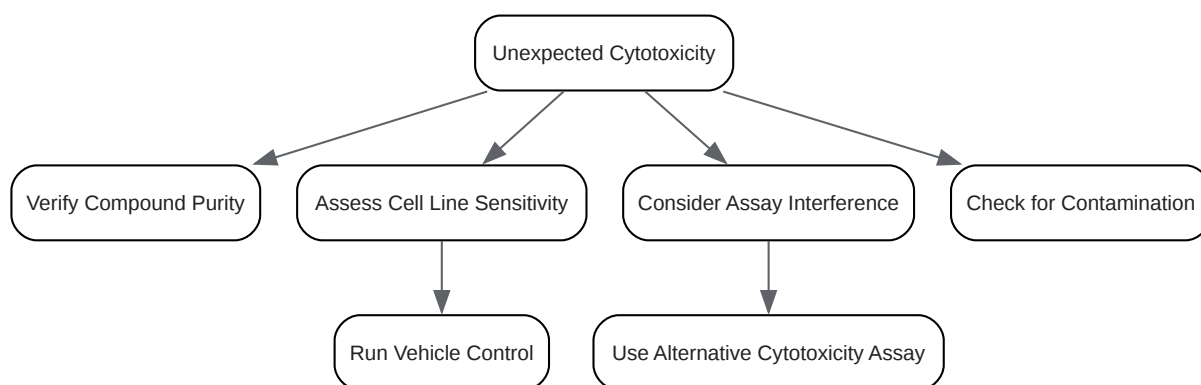 Unexpected Cytotoxicity
Verify Compound Purity
Assess Cell Line Sensitivity
Consider Assay Interference
Check for Contamination
Run Vehicle Control
Use Alternative Cytotoxicity Assay